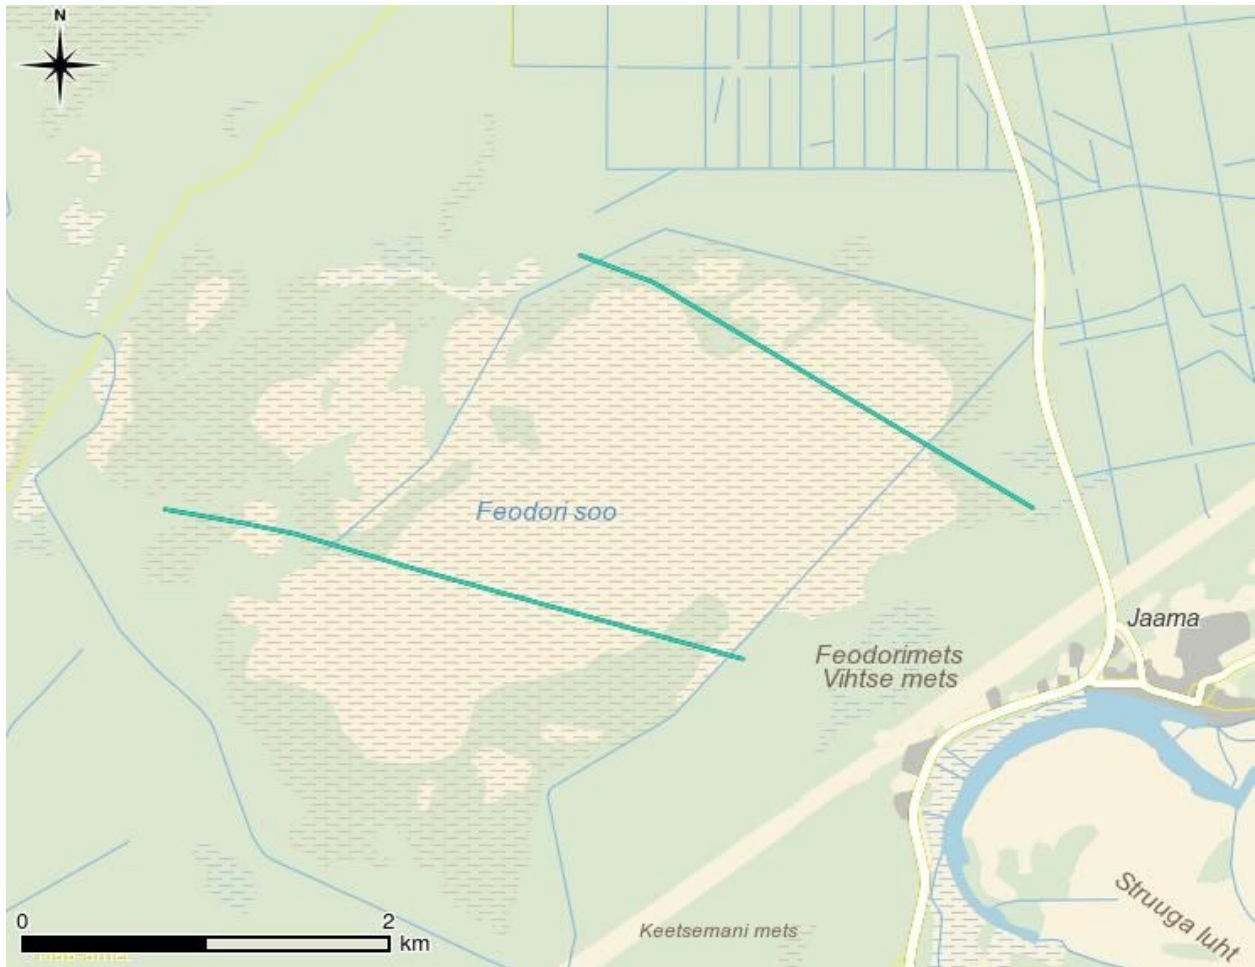 N
Feodori soo
Jaama
Feodorimets
Vihtse mets
Struuga luht
Keetsemani mets
0 2
km